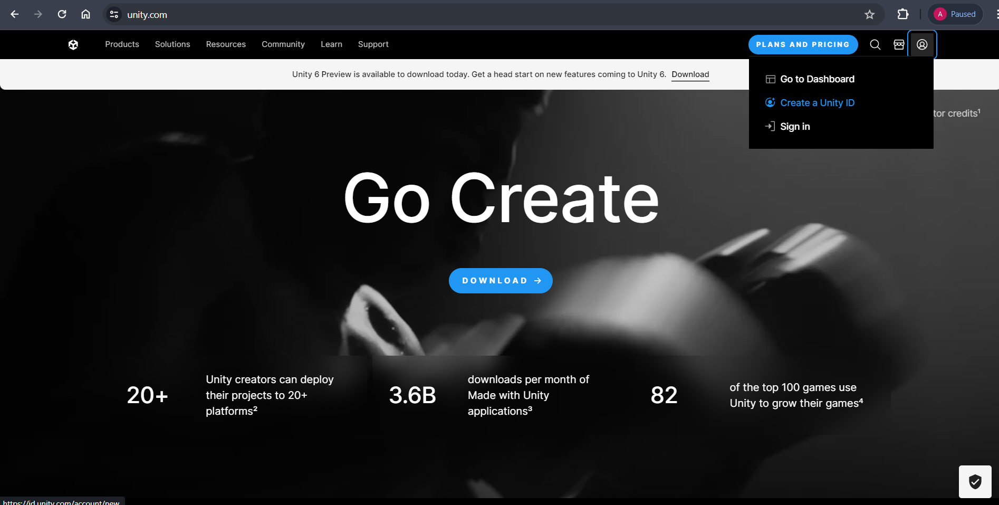 unity.com
A
Paused
Products
Solutions
Resources
Community
Learn
Support
PLANS AND PRICING
Unity 6 Preview is available to download today. Get a head start on new features coming to Unity 6. Download
Go to Dashboard
Create a Unity ID
Sign in
tor credits¹
Go Create
DOWNLOAD →
20+
Unity creators can deploy
their projects to 20+
platforms²
3.6B
downloads per month of
Made with Unity
applications³
82
of the top 100 games use
Unity to grow their games⁴
https://id.unity.com/account/new